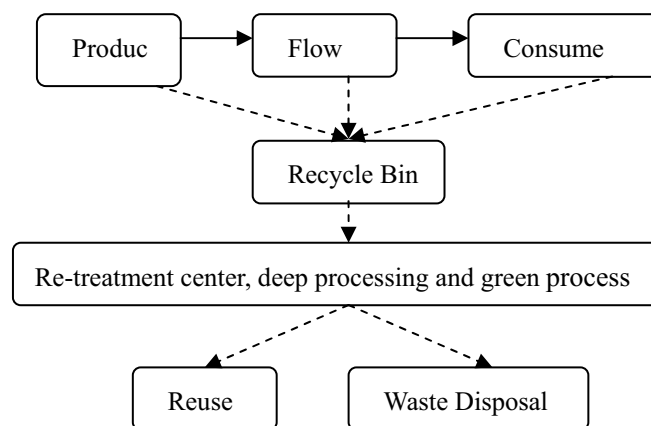 Produc
Flow
Consume
Recycle Bin
Re-treatment center, deep processing and green process
Reuse
Waste Disposal